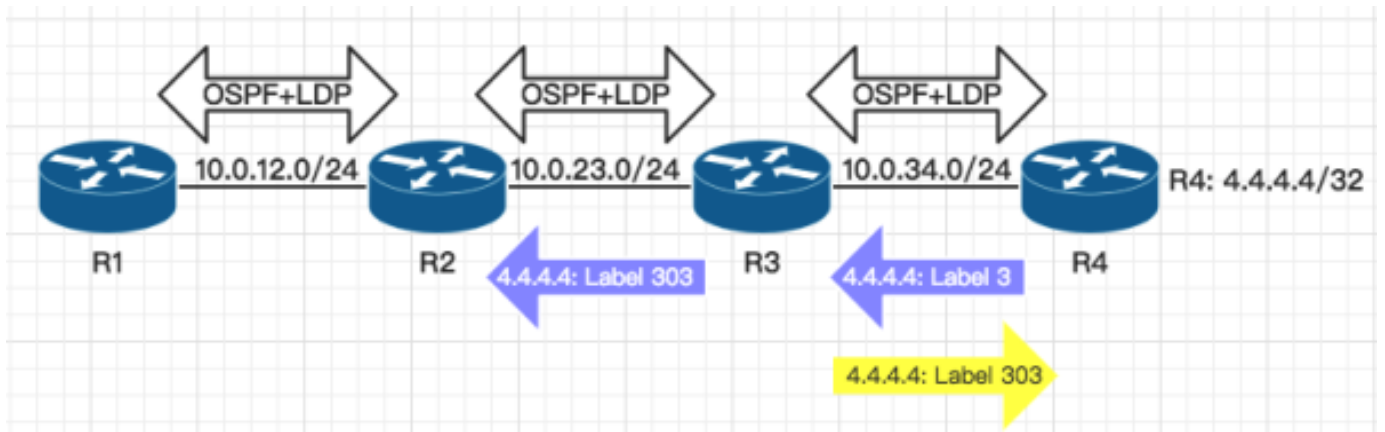 OSPF+LDP
OSPF+LDP
OSPF+LDP
10.0.12.0/24
10.0.23.0/24
10.0.34.0/24
R4: 4.4.4.4/32
R1
R2
R3
R4
4.4.4.4: Label 303
4.4.4.4: Label 3
4.4.4.4: Label 303